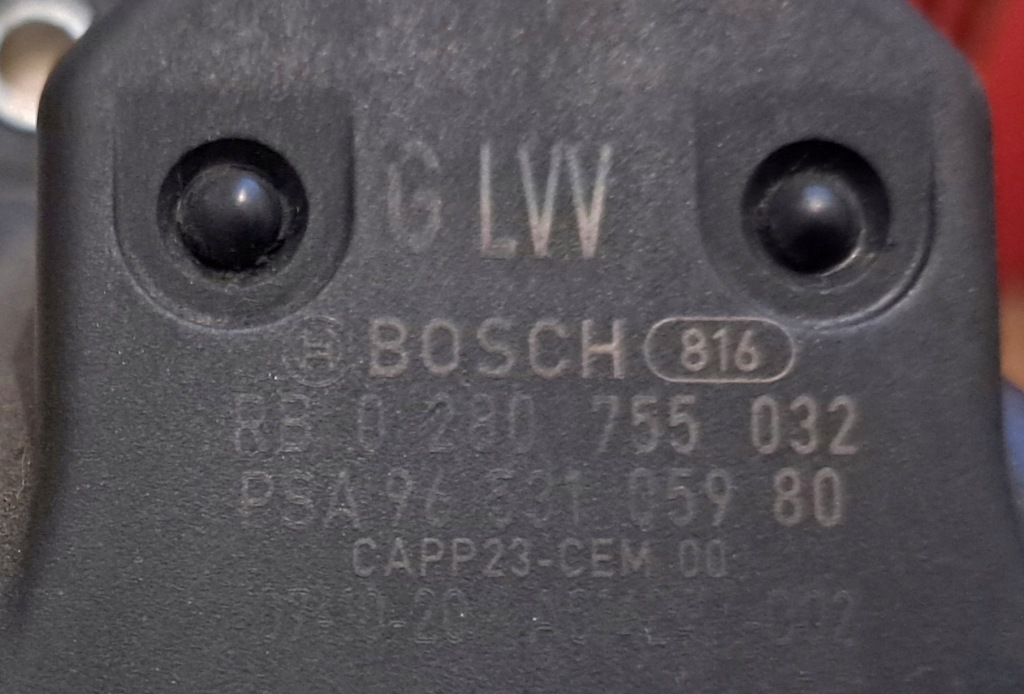 G LVV
BOSCH 816
RB 0 280 755 032
PSA 96 331 059 80
CAPP23-CEM 00